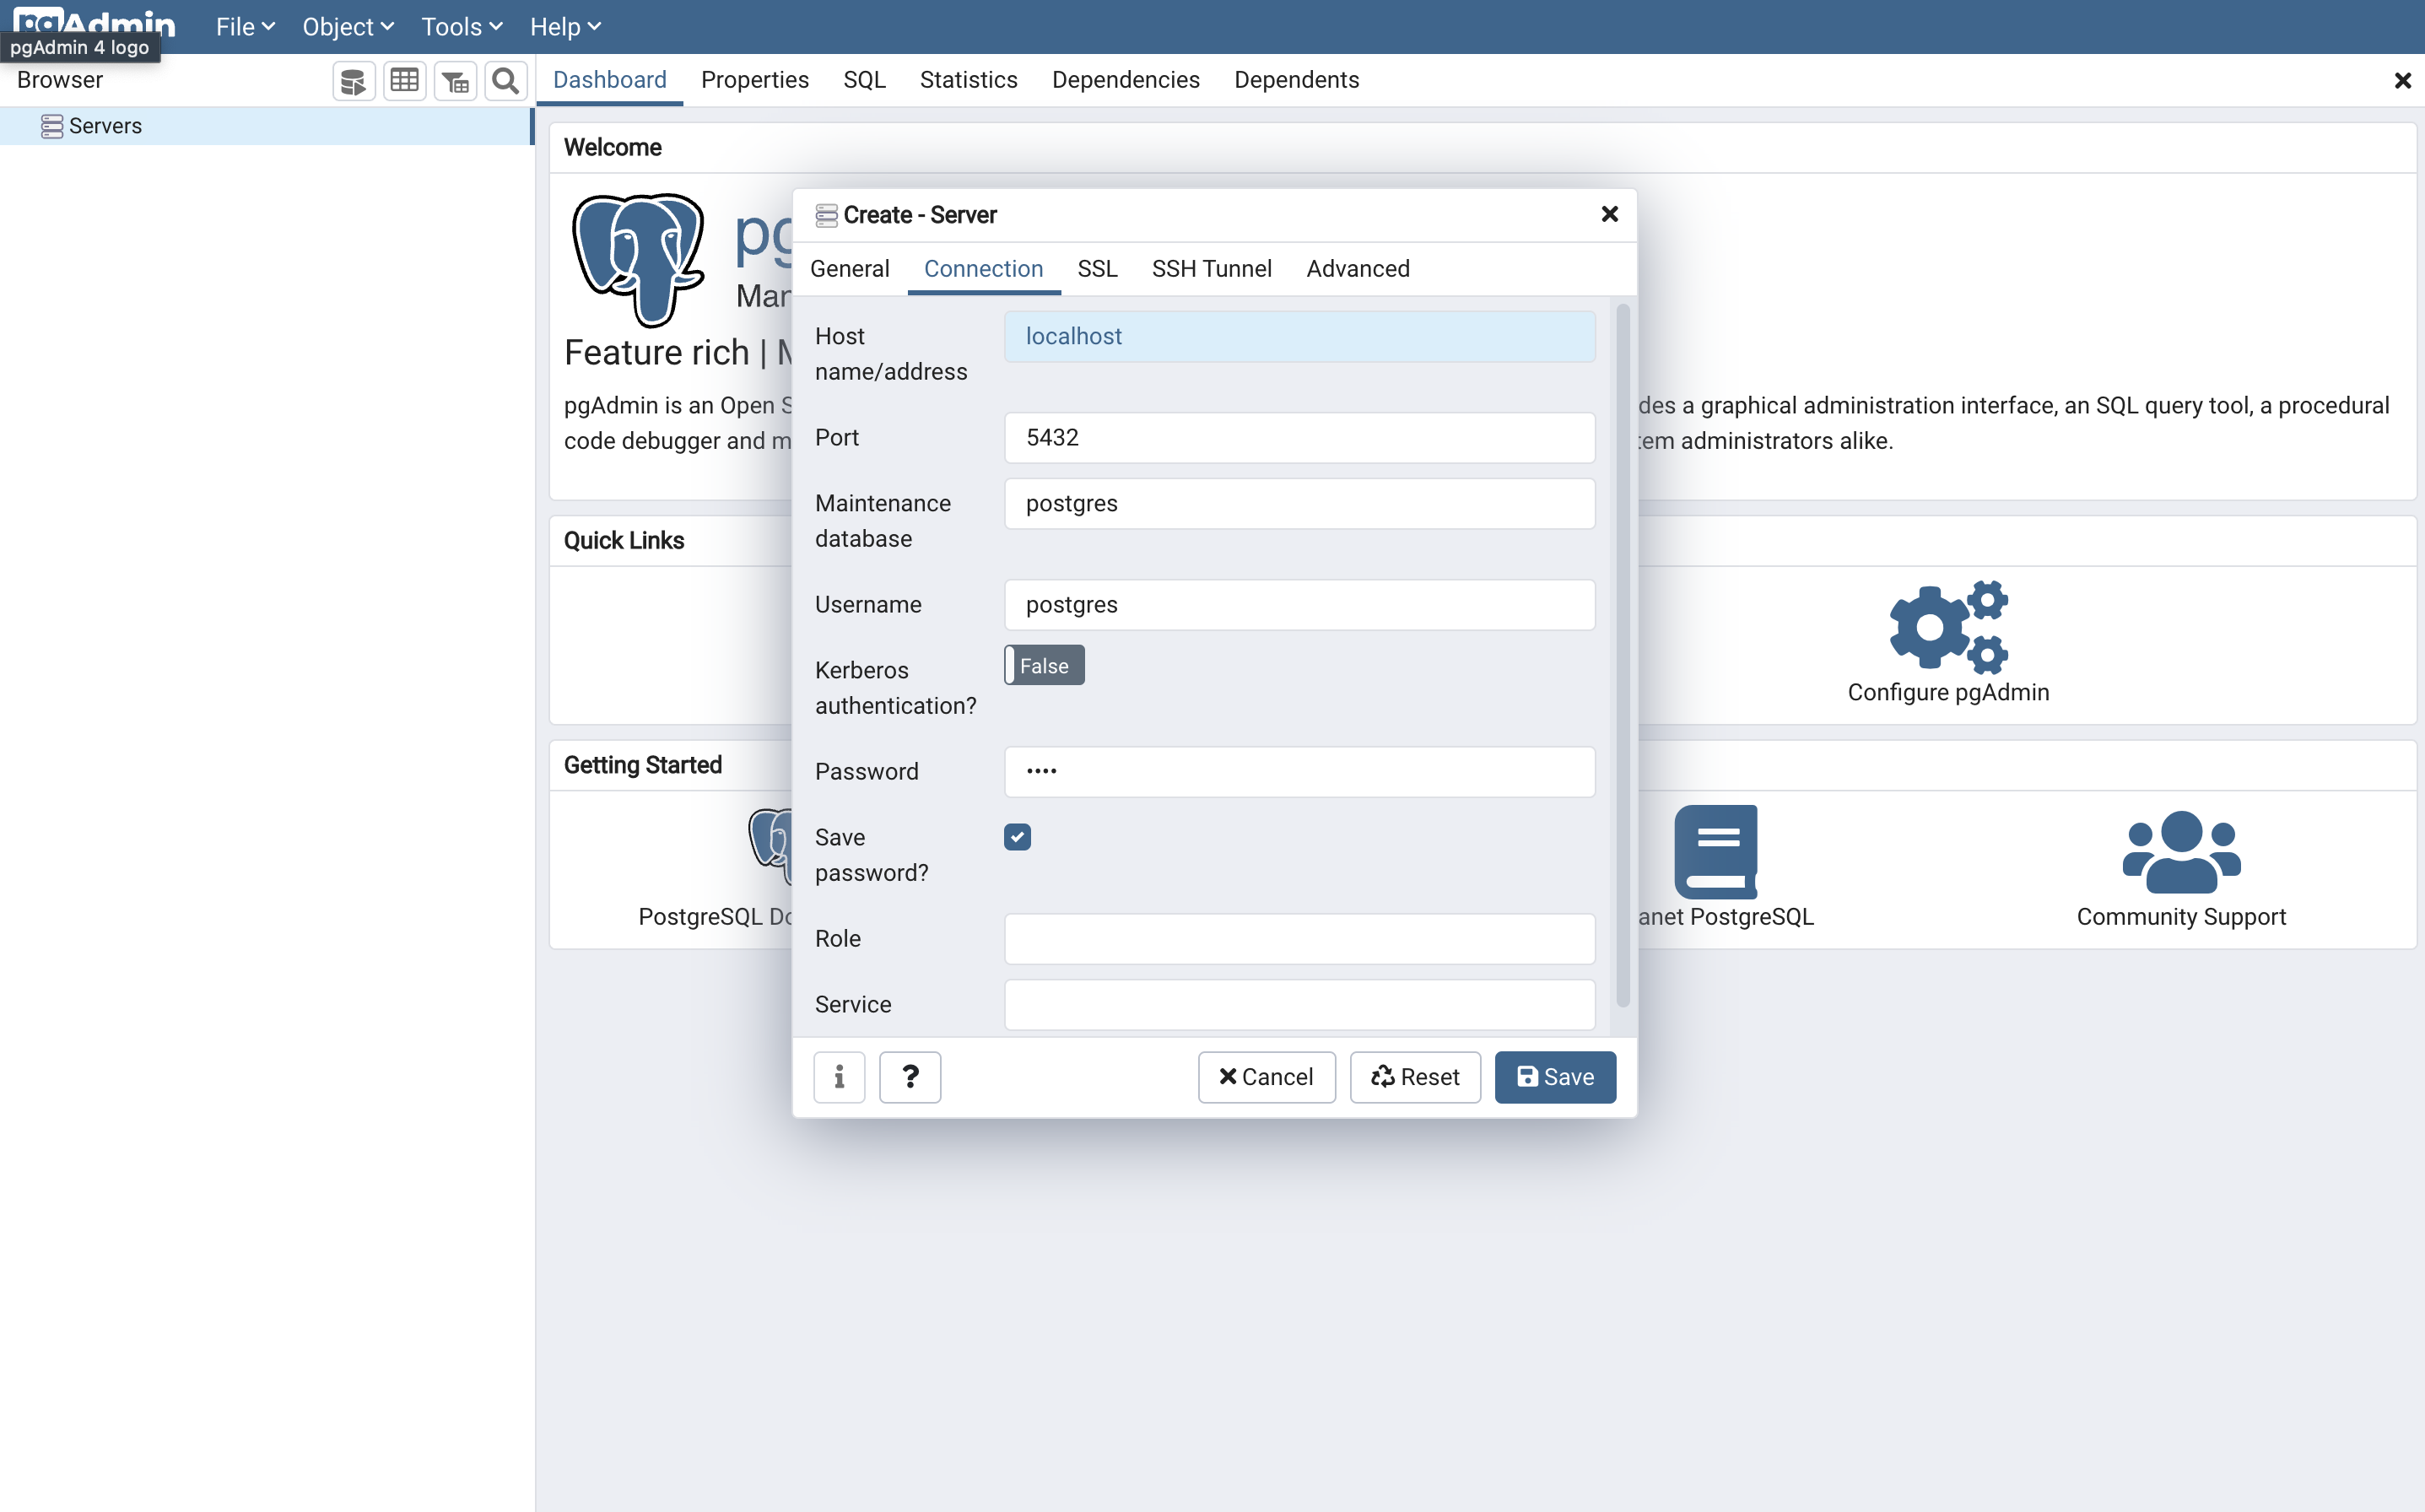 pgAdmin
File
Object
Tools
Help
pgAdmin 4 logo
Browser
Dashboard
Properties
SQL
Statistics
Dependencies
Dependents
Servers
Welcome
pg
Man
Feature rich |
pgAdmin is an Open S
des a graphical administration interface, an SQL query tool, a procedural
code debugger and m
tem administrators alike.
Quick Links
Configure pgAdmin
Getting Started
PostgreSQL Do
anet PostgreSQL
Community Support
Create - Server
General
Connection
SSL
SSH Tunnel
Advanced
Host
name/address
localhost
Port
5432
Maintenance
database
postgres
Username
postgres
Kerberos
authentication?
False
Password
••••
Save
password?
Role
Service
i
?
Cancel
Reset
Save